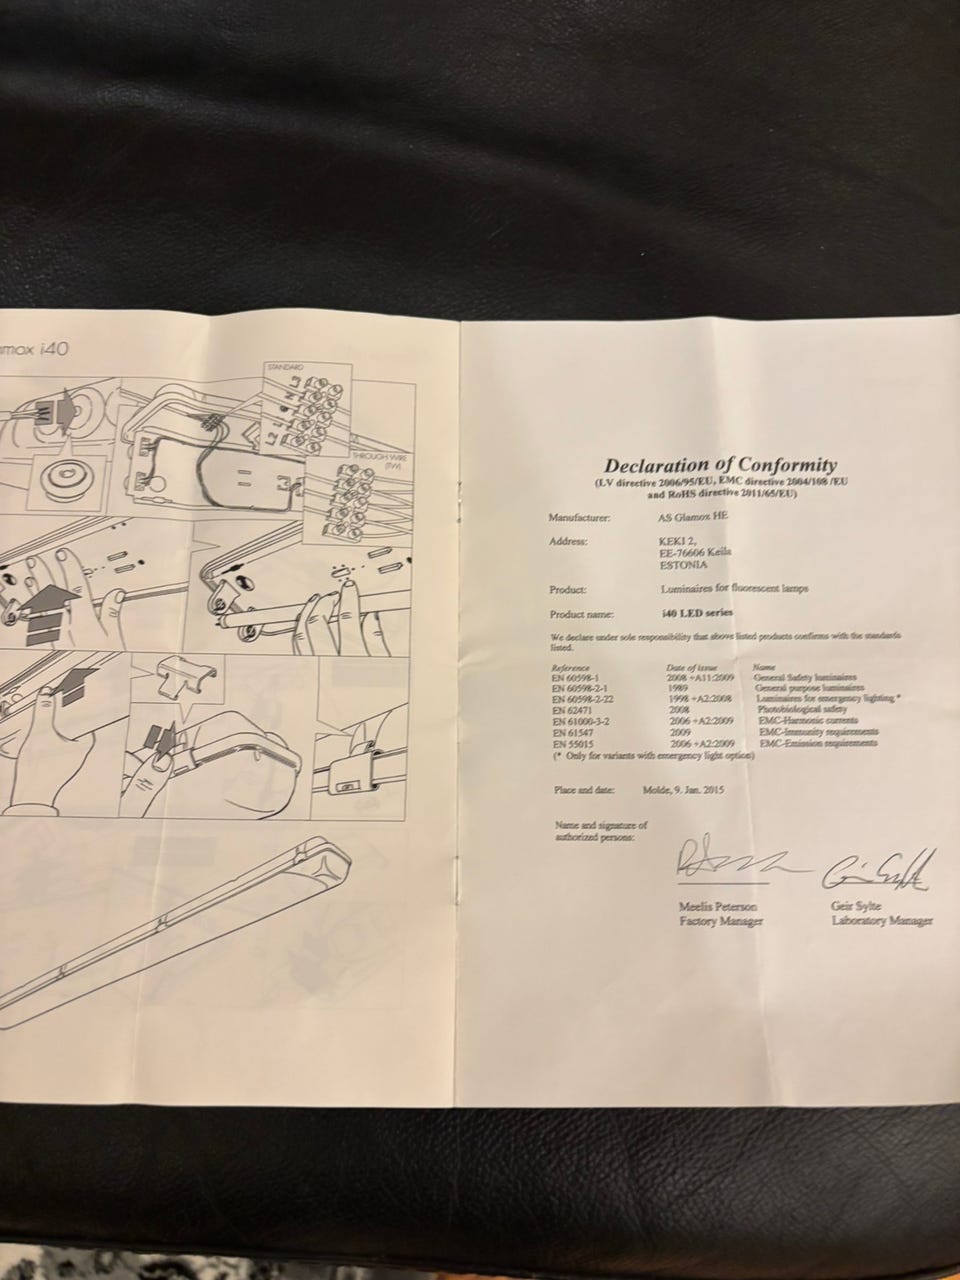 i40
STANDARD
L2 L1 ⏚ N L3
THROUGH WIRE
(TW)
Declaration of Conformity
(LV directive 2006/95/EU, EMC directive 2004/108 /EU
and RoHS directive 2011/65/EU)
Manufacturer: AS Glamox HE
Address: KEKI 2,
EE-76606 Keila
ESTONIA
Product: Luminaires for fluorescent lamps
Product name: i40 LED series
We declare under sole responsibility that above listed products confirms with the standards
listed.
Reference Date of issue Name
EN 60598-1 2008 +A11:2009 General Safety luminaires
EN 60598-2-1 1989 General purpose luminaires
EN 60598-2-22 1998 +A2:2008 Luminaires for emergency lighting *
EN 62471 2008 Photobiological safety
EN 61000-3-2 2006 +A2:2009 EMC-Harmonic currents
EN 61547 2009 EMC-Immunity requirements
EN 55015 2006 +A2:2009 EMC-Emission requirements
(* Only for variants with emergency light option)
Place and date: Molde, 9. Jan. 2015
Name and signature of
authorized persons:
Meelis Peterson Geir Sylte
Factory Manager Laboratory Manager